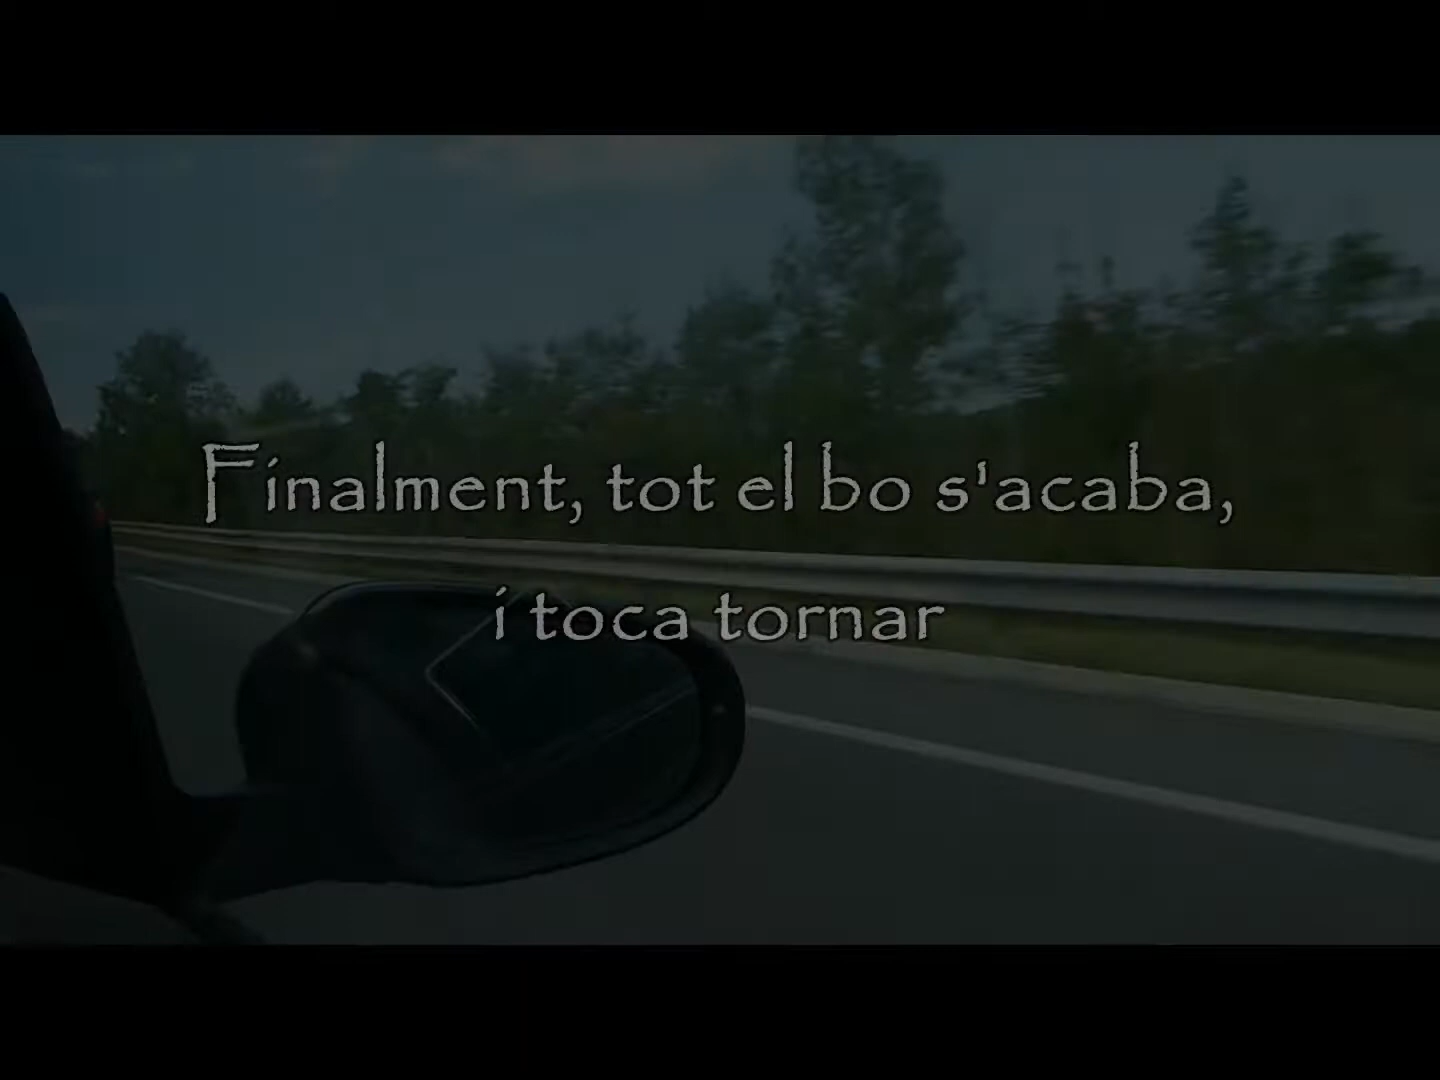 Finalment, tot el bo s'acaba,
i toca tornar